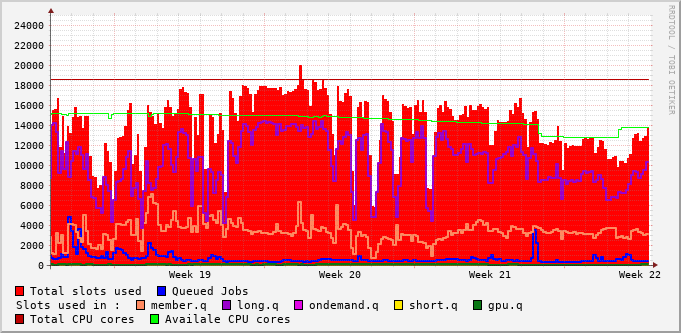 24000
22000
20000
18000
16000
14000
12000
10000
8000
6000
4000
2000
0
Week 19 Week 20 Week 21 Week 22
RRDTOOL / TOBI OETIKER
Total slots used Queued Jobs
Slots used in : member.q long.q ondemand.q short.q gpu.q
Total CPU cores Availale CPU cores